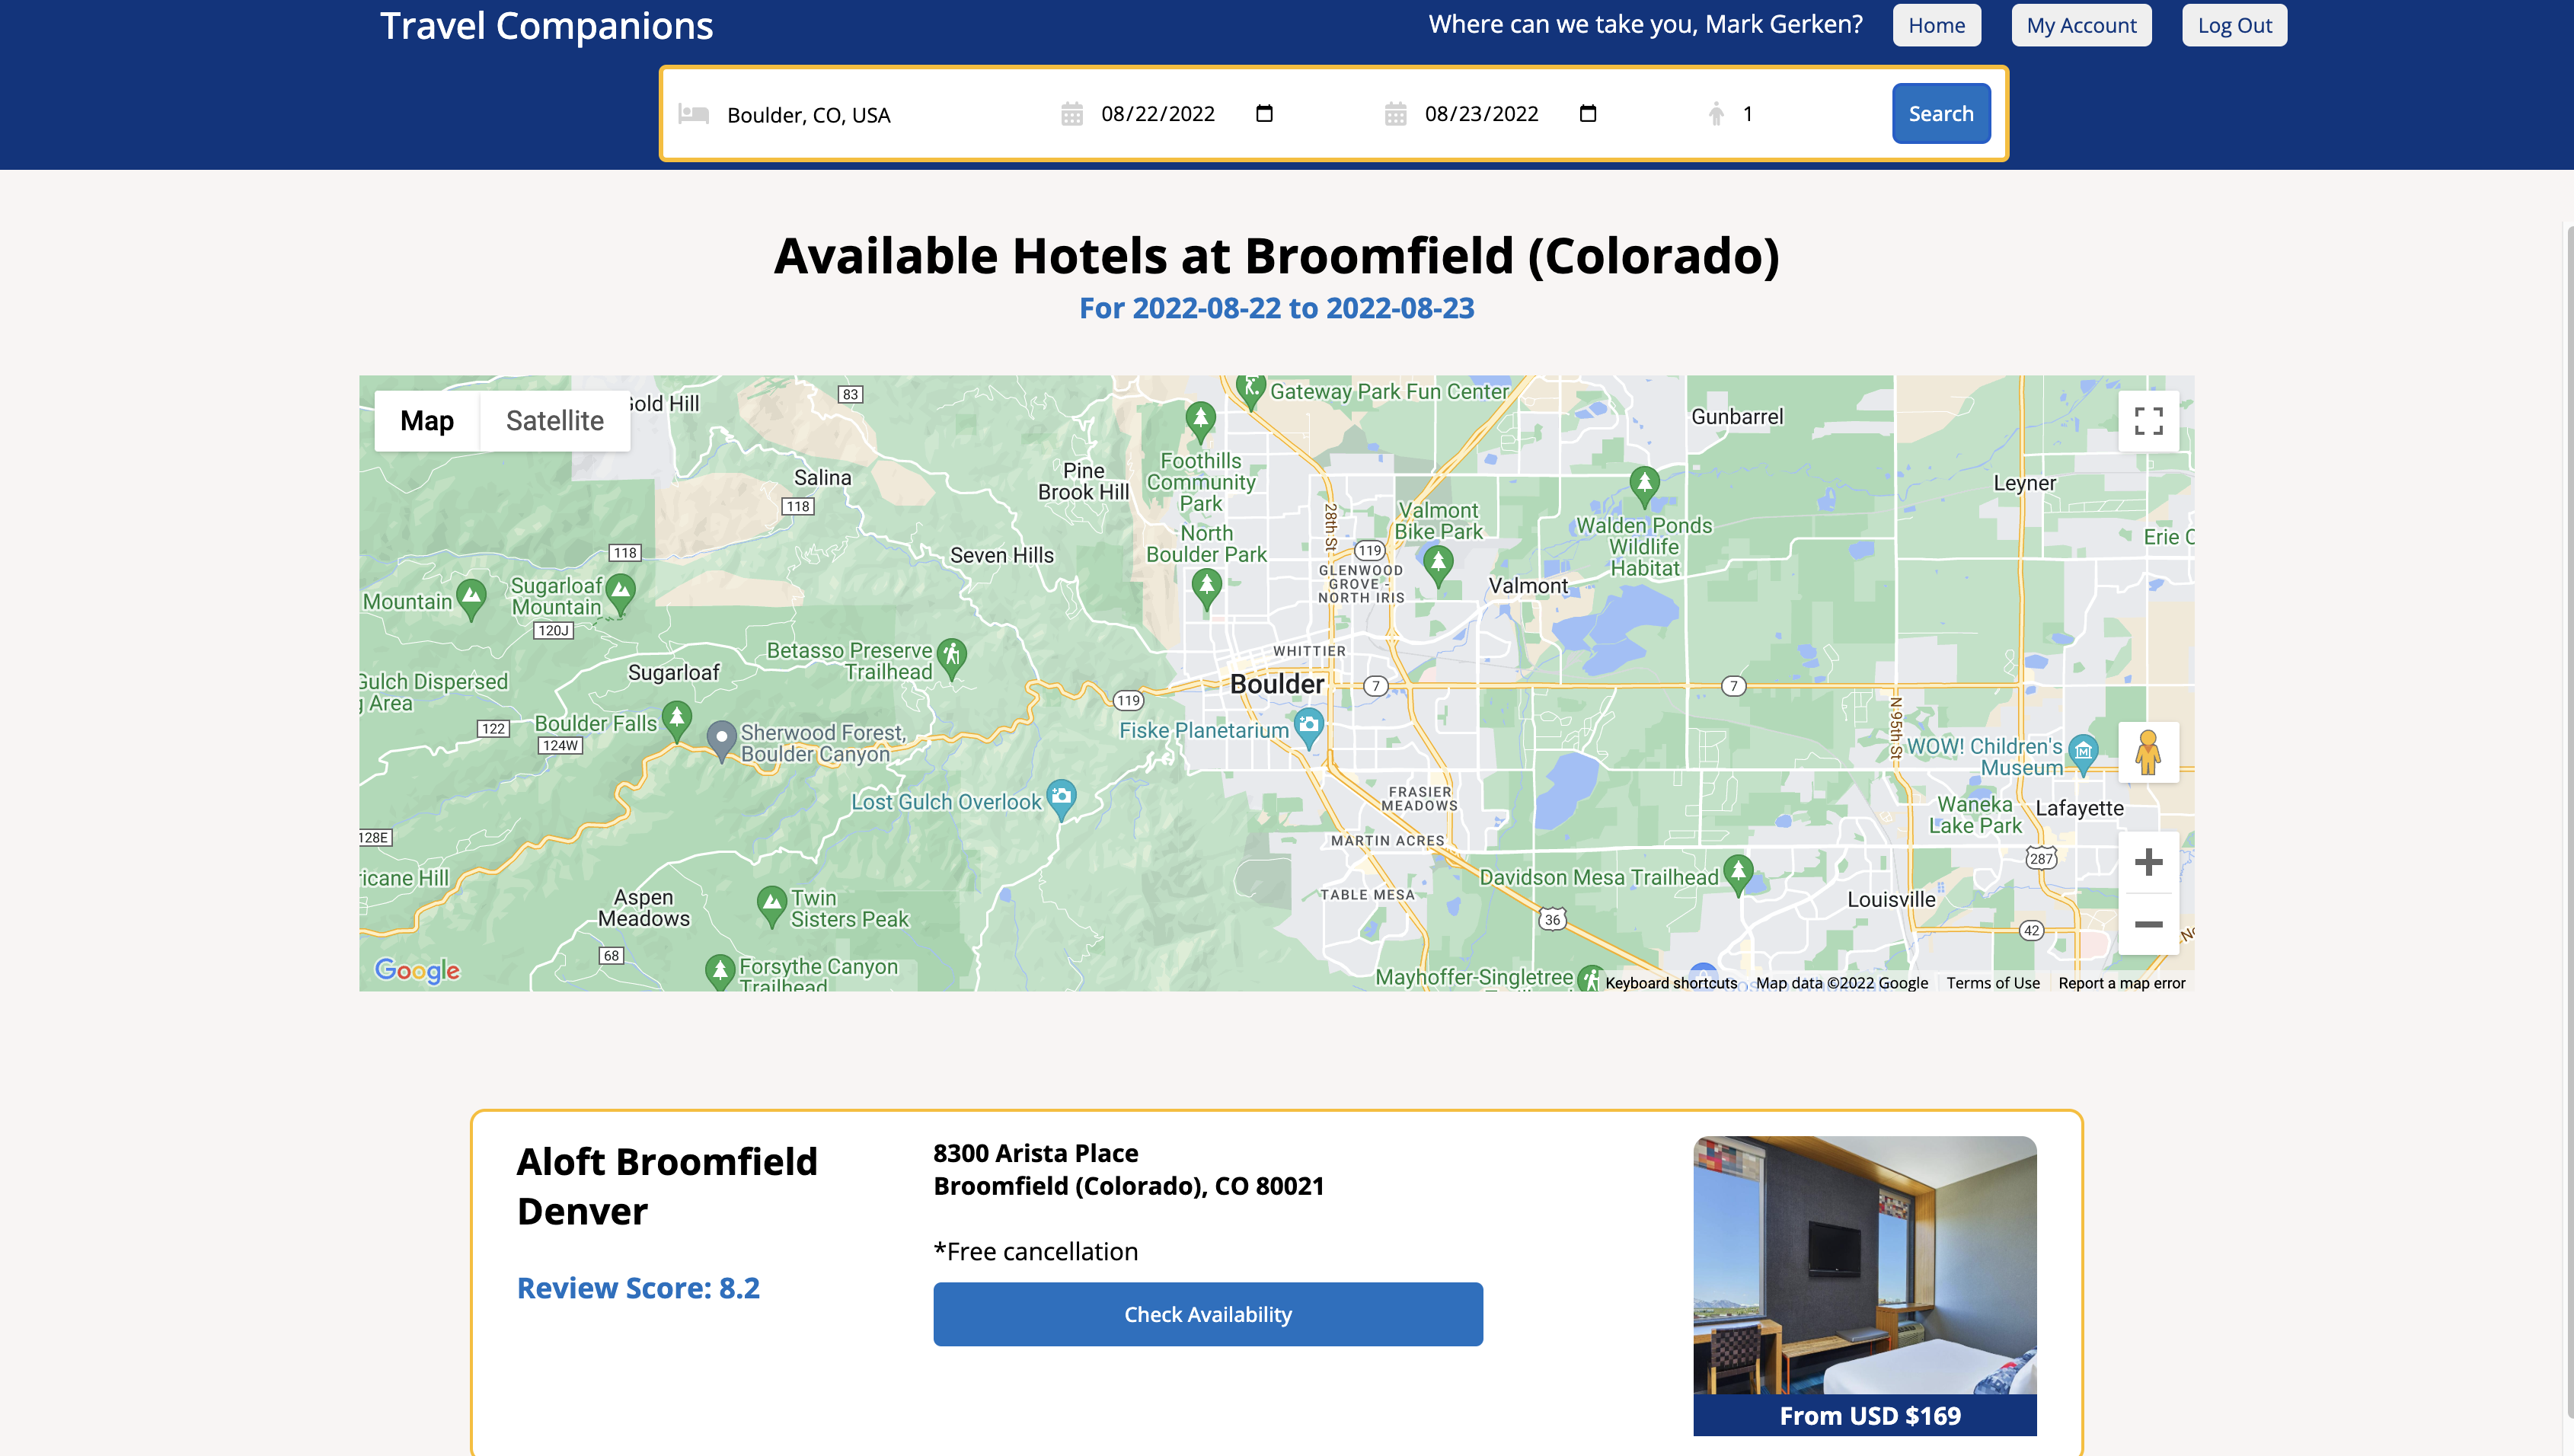 Travel Companions
Where can we take you, Mark Gerken?
Home
My Account
Log Out
Boulder, CO, USA
08/22/2022
08/23/2022
1
Search
Available Hotels at Broomfield (Colorado)
For 2022-08-22 to 2022-08-23
Map
Satellite
Gold Hill
83
Gateway Park Fun Center
Gunbarrel
Salina
118
Pine
Brook Hill
Foothills
Community
Park
28th St
Valmont
Bike Park
Walden Ponds
Wildlife
Habitat
Leyner
Erie C
118
Seven Hills
North
Boulder Park
119
GLENWOOD
GROVE -
NORTH IRIS
Valmont
Mountain
Sugarloaf
Mountain
120J
Betasso Preserve
Trailhead
WHITTIER
Sugarloaf
Gulch Dispersed
g Area
Boulder
7
7
119
122
Boulder Falls
124W
Sherwood Forest,
Boulder Canyon
Fiske Planetarium
N 95th St
WOW! Children's
Museum
Lost Gulch Overlook
FRASIER
MEADOWS
Waneka
Lake Park
Lafayette
128E
MARTIN ACRES
287
ricane Hill
Davidson Mesa Trailhead
Aspen
Meadows
Twin
Sisters Peak
TABLE MESA
Louisville
36
42
68
Forsythe Canyon
Trailhead
Mayhoffer-Singletree
Google
Keyboard shortcuts
Map data ©2022 Google
Terms of Use
Report a map error
Aloft Broomfield
Denver
Review Score: 8.2
8300 Arista Place
Broomfield (Colorado), CO 80021
*Free cancellation
Check Availability
From USD $169